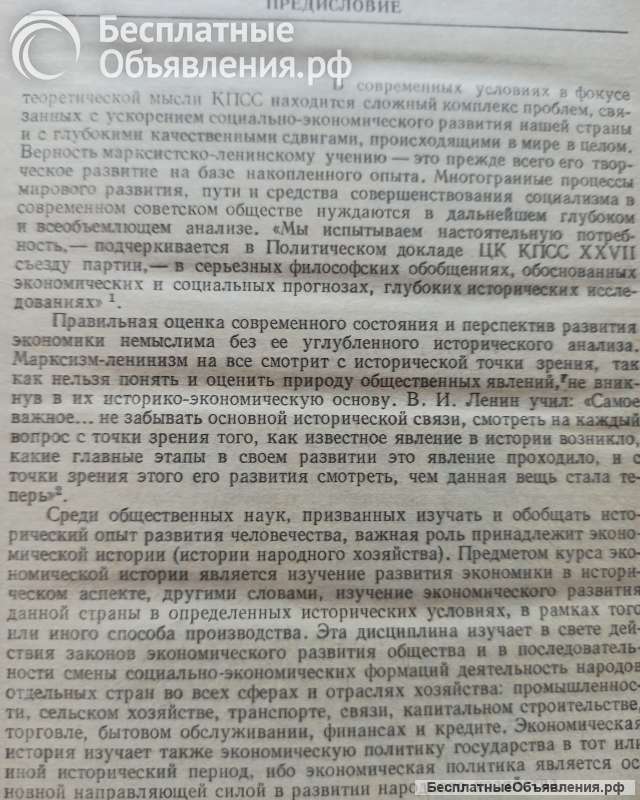 ПРЕДИСЛОВИЕ
Бесплатные
Объявления.рф
В современных условиях в фокусе
теоретической мысли КПСС находится сложный комплекс проблем, свя-
занных с ускорением социально-экономического развития нашей страны
и с глубокими качественными сдвигами, происходящими в мире в целом.
Верность марксистско-ленинскому учению — это прежде всего его твор-
ческое развитие на базе накопленного опыта. Многогранные процессы
мирового развития, пути и средства совершенствования социализма в
современном советском обществе нуждаются в дальнейшем глубоком
и всеобъемлющем анализе. «Мы испытываем настоятельную потреб-
ность,— подчеркивается в Политическом докладе ЦК КПСС XXVII
съезду партии,— в серьезных философских обобщениях, обоснованных
экономических и социальных прогнозах, глубоких исторических иссле-
дованиях» 1.
Правильная оценка современного состояния и перспектив развития
экономики немыслима без ее углубленного исторического анализа.
Марксизм-ленинизм на все смотрит с исторической точки зрения, так
как нельзя понять и оценить природу общественных явлений, не вник-
нув в их историко-экономическую основу. В. И. Ленин учил: «Самое
важное... не забывать основной исторической связи, смотреть на каждый
вопрос с точки зрения того, как известное явление в истории возникло,
какие главные этапы в своем развитии это явление проходило, и с
точки зрения этого его развития смотреть, чем данная вещь стала те-
перь»2.
Среди общественных наук, призванных изучать и обобщать исто-
рический опыт развития человечества, важная роль принадлежит эконо-
мической истории (истории народного хозяйства). Предметом курса эко-
номической истории является изучение развития экономики в истори-
ческом аспекте, другими словами, изучение экономического развития
данной страны в определенных исторических условиях, в рамках того
или иного способа производства. Эта дисциплина изучает в свете дей-
ствия законов экономического развития общества и в последователь-
ности смены социально-экономических формаций деятельность народов
отдельных стран во всех сферах и отраслях хозяйства: промышленнос-
ти, сельском хозяйстве, транспорте, связи, капитальном строительстве,
торговле, бытовом обслуживании, финансах и кредите. Экономическая
история изучает также экономическую политику государства в тот или
иной исторический период, ибо экономическая политика является ос-
новной направляющей силой в развитии
БесплатныеОбъявления.рф